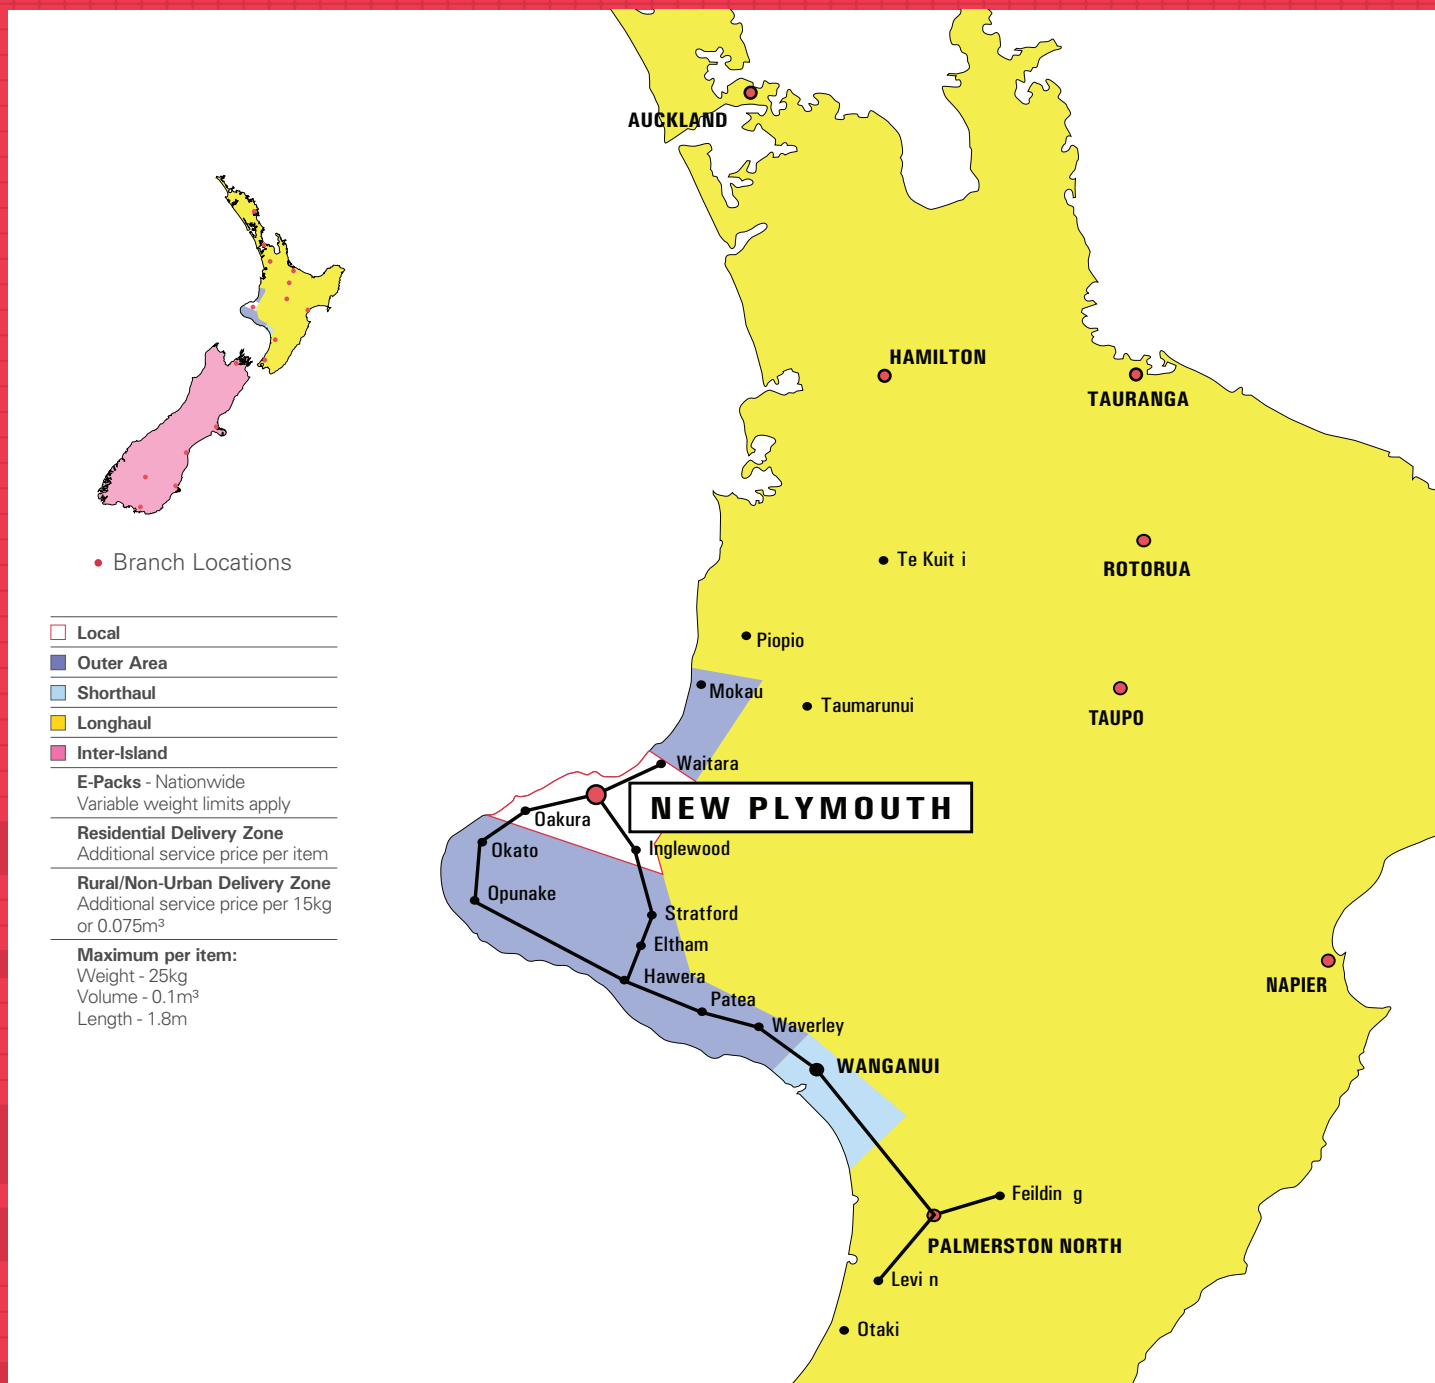 AUCKLAND
HAMILTON
TAURANGA
• Branch Locations
Te Kuit i
ROTORUA
Local
Piopio
Outer Area
Shorthaul
Mokau
Taumarunui
TAUPO
Longhaul
Inter-Island
Waitara
E-Packs - Nationwide
Variable weight limits apply
NEW PLYMOUTH
Oakura
Residential Delivery Zone
Additional service price per item
Okato
Inglewood
Rural/Non-Urban Delivery Zone
Additional service price per 15kg
or 0.075m³
Opunake
Stratford
Eltham
Maximum per item:
Weight - 25kg
Volume - 0.1m³
Length - 1.8m
Hawera
NAPIER
Patea
Waverley
WANGANUI
Feildin g
PALMERSTON NORTH
Levi n
Otaki